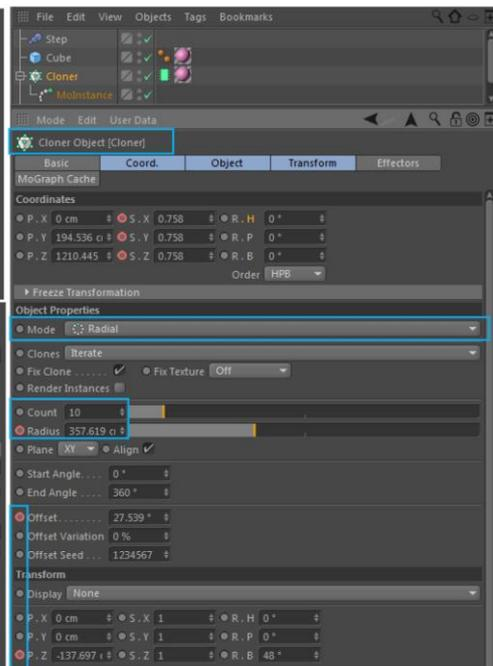 File Edit View Objects Tags Bookmarks
Step
Cube
Cloner
MoInstance
Mode Edit User Data
Cloner Object [Cloner]
Basic Coord. Object Transform Effectors
MoGraph Cache
Coordinates
P . X 0 cm S . X 0.758 R . H 0 °
P . Y 194.536 c S . Y 0.758 R . P 0 °
P . Z 1210.445 S . Z 0.758 R . B 0 °
Order HPB
Freeze Transformation
Object Properties
Mode Radial
Clones Iterate
Fix Clone ...... Fix Texture Off
Render Instances
Count 10
Radius 357.619 c
Plane XY Align
Start Angle.... 0 °
End Angle .... 360 °
Offset........ 27.539 °
Offset Variation 0 %
Offset Seed ... 1234567
Transform
Display None
P . X 0 cm S . X 1 R . H 0 °
P . Y 0 cm S . Y 1 R . P 0 °
P . Z -137.697 S . Z 1 R . B 48 °